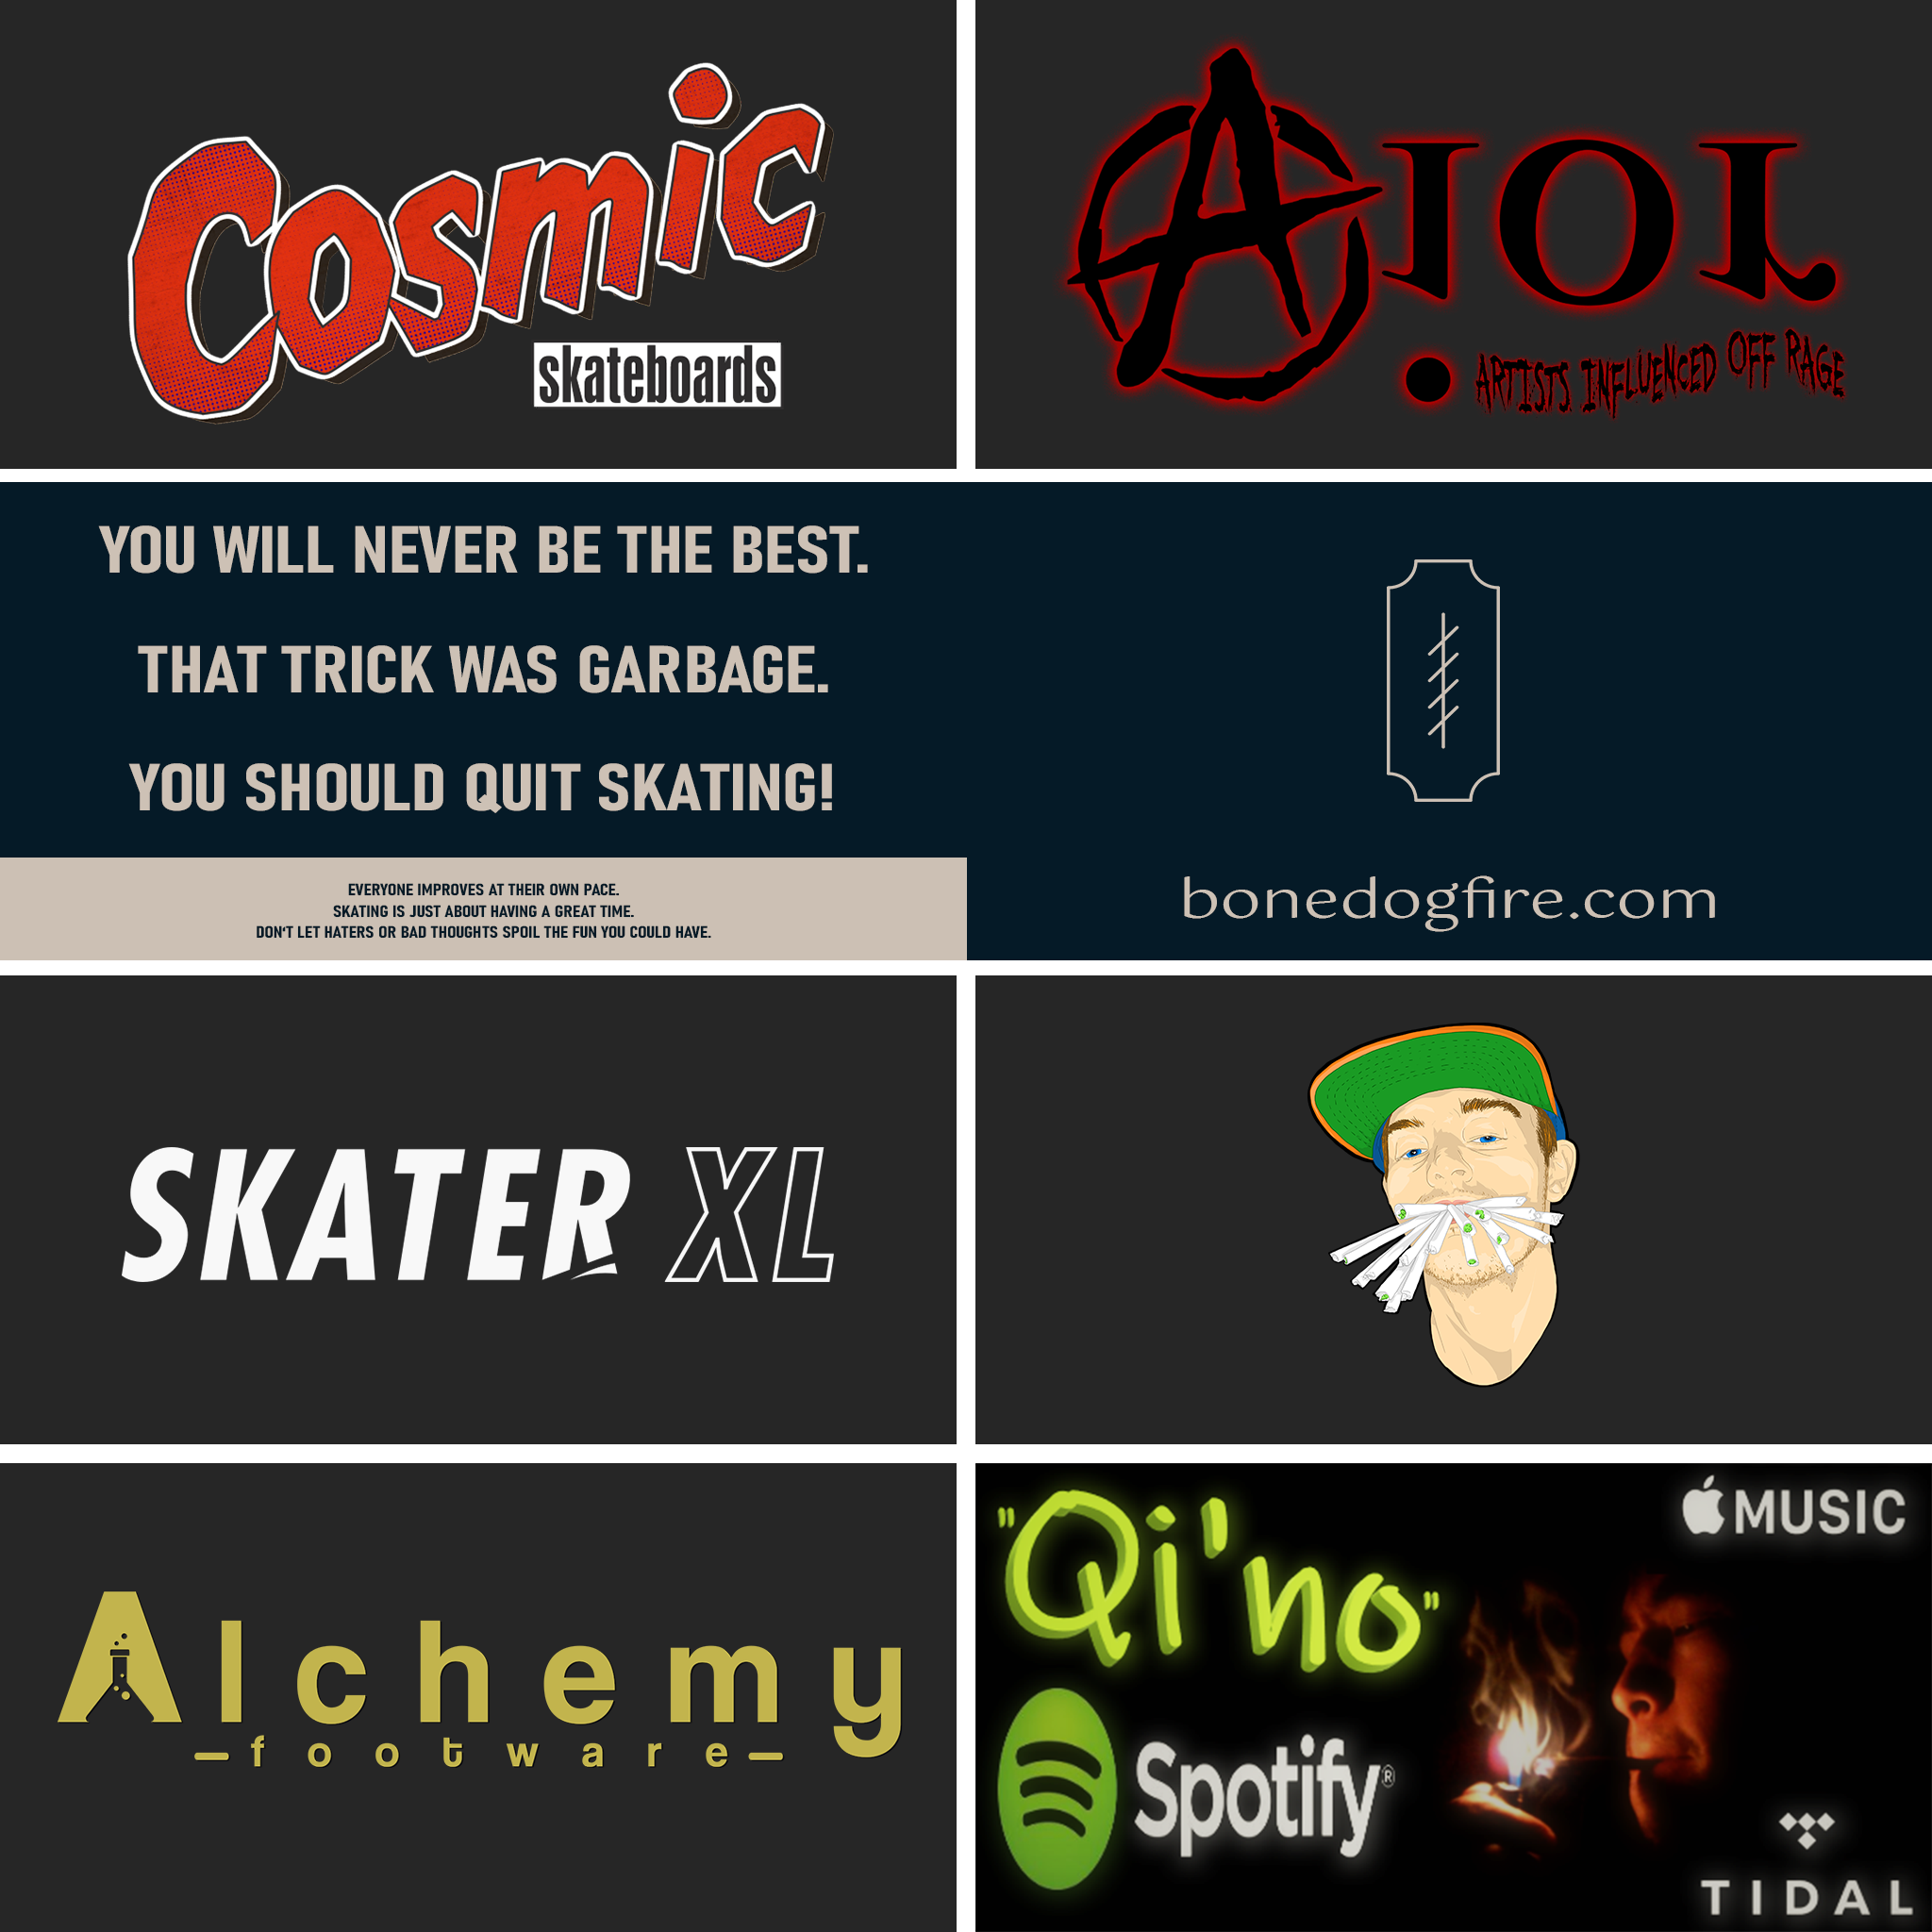 Cosmic
skateboards
A.I.O.R.
ARTISTS INFLUENCED OFF RAGE
YOU WILL NEVER BE THE BEST.
THAT TRICK WAS GARBAGE.
YOU SHOULD QUIT SKATING!
EVERYONE IMPROVES AT THEIR OWN PACE.
SKATING IS JUST ABOUT HAVING A GREAT TIME.
DON'T LET HATERS OR BAD THOUGHTS SPOIL THE FUN YOU COULD HAVE.
bonedogfire.com
SKATER XL
Alchemy
–footware–
"Qi'no"
MUSIC
Spotify®
TIDAL